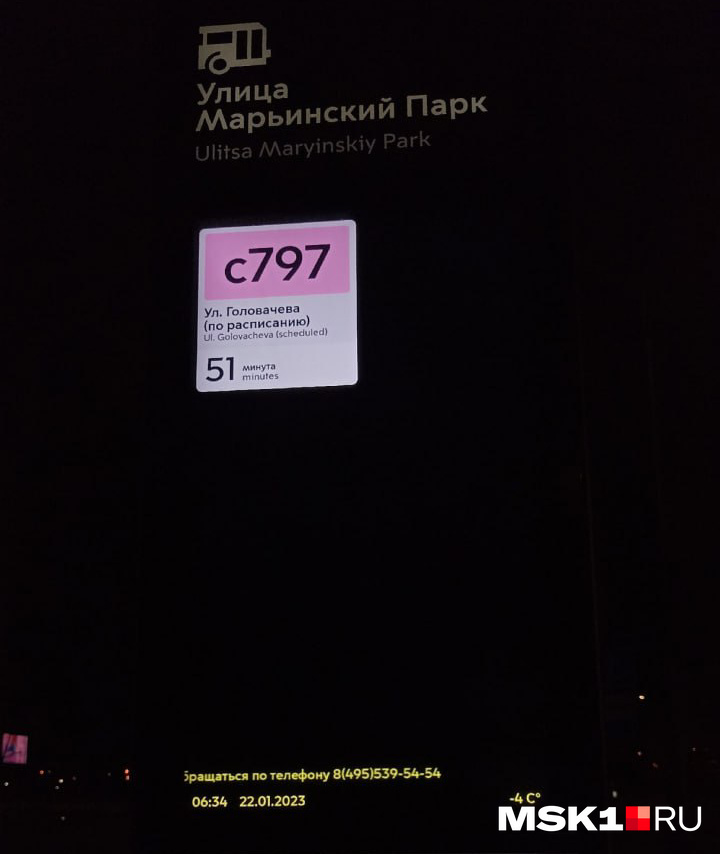 Улица
Марьинский Парк
Ulitsa Maryinskiy Park
с797
Ул. Головачева
(по расписанию)
Ul. Golovacheva (scheduled)
51 минута
minutes
бращаться по телефону 8(495)539-54-54
06:34 22.01.2023
-4 C°
MSK1.RU